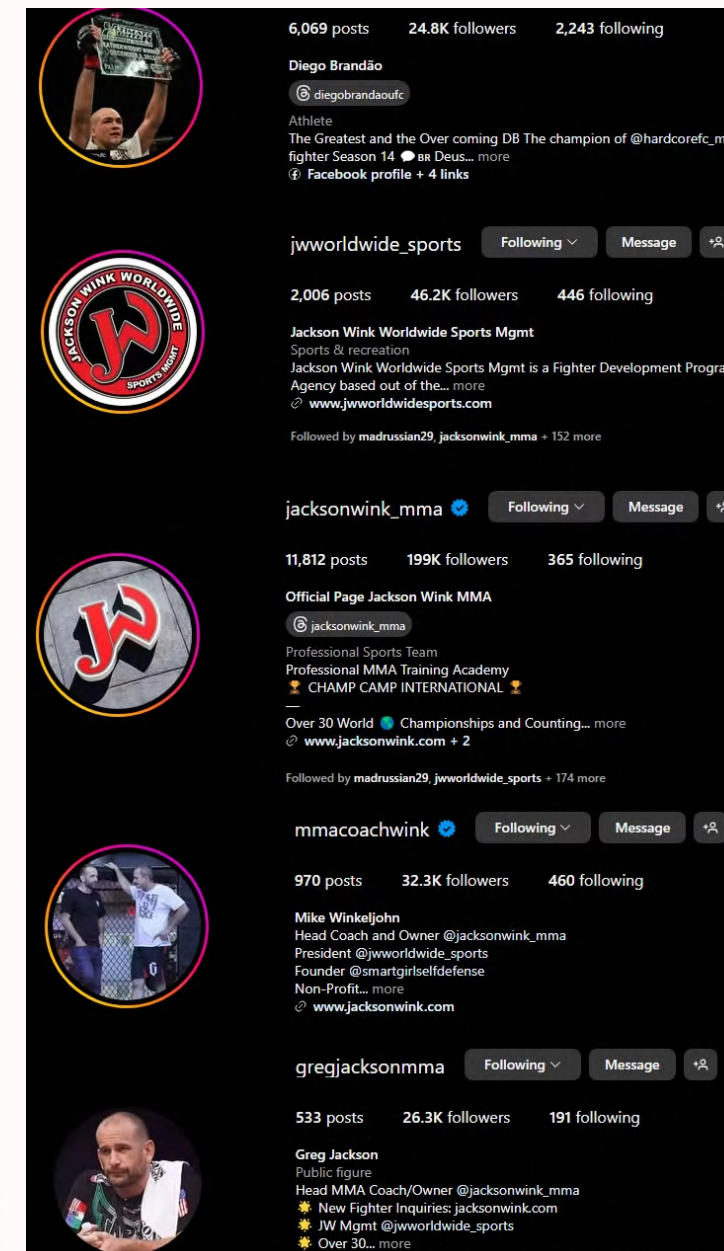 6,069 posts 24.8K followers 2,243 following
Diego Brandão
diegobrandaoufc
Athlete
The Greatest and the Over coming DB The champion of @hardcorefc_m
fighter Season 14 💬 BR Deus... more
Facebook profile + 4 links
jwworldwide_sports Following Message
2,006 posts 46.2K followers 446 following
JACKSON WINK WORLDWIDE
JW
SPORTS MGMT
Jackson Wink Worldwide Sports Mgmt
Sports & recreation
Jackson Wink Worldwide Sports Mgmt is a Fighter Development Progra
Agency based out of the... more
www.jwworldwidesports.com
Followed by madrussian29, jacksonwink_mma + 152 more
jacksonwink_mma Following Message
11,812 posts 199K followers 365 following
JW
Official Page Jackson Wink MMA
jacksonwink_mma
Professional Sports Team
Professional MMA Training Academy
🏆 CHAMP CAMP INTERNATIONAL 🏆
—
Over 30 World 🌎 Championships and Counting... more
www.jacksonwink.com + 2
Followed by madrussian29, jwworldwide_sports + 174 more
mmacoachwink Following Message
970 posts 32.3K followers 460 following
Mike Winkeljohn
Head Coach and Owner @jacksonwink_mma
President @jwworldwide_sports
Founder @smartgirlselfdefense
Non-Profit... more
www.jacksonwink.com
gregjacksonmma Following Message
533 posts 26.3K followers 191 following
Greg Jackson
Public figure
Head MMA Coach/Owner @jacksonwink_mma
🌟 New Fighter Inquiries: jacksonwink.com
🌟 JW Mgmt @jwworldwide_sports
🌟 Over 30... more